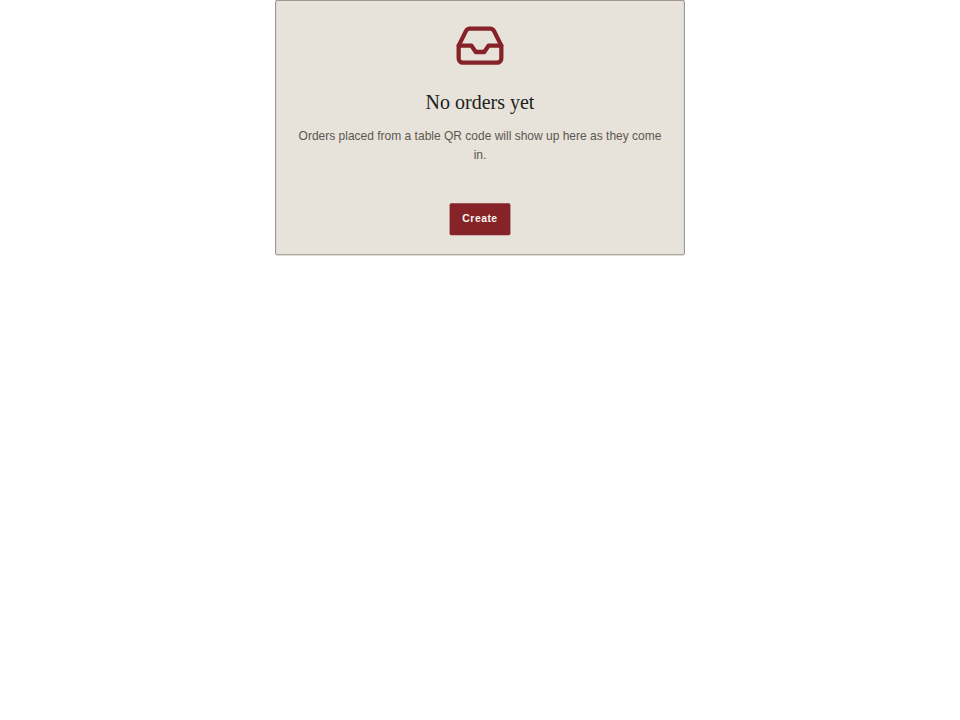 No orders yet
Orders placed from a table QR code will show up here as they come
in.
Create